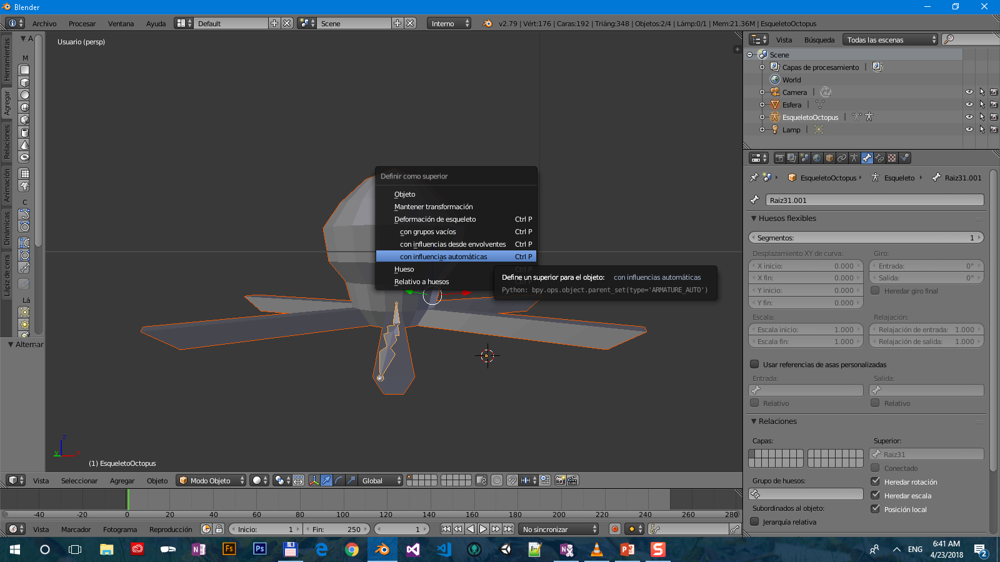 Blender
Archivo Procesar Ventana Ayuda Default Scene Interno v2.79 | Vért:176 | Caras:192 | Triáng:348 | Objetos:2/4 | Lámp:0/1 | Mem:21.36M | EsqueletoOctopus
Usuario (persp)
Herramientas
Agregar
Relaciones
Animación
Dinámicas
Lápiz de cera
A
M
C
Lá
Alternar
Definir como superior
Objeto
Mantener transformación
Deformación de esqueleto Ctrl P
con grupos vacíos Ctrl P
con influencias desde envolventes Ctrl P
con influencias automáticas Ctrl P
Hueso Ctrl P
Relativo a huesos
Define un superior para el objeto: con influencias automáticas
Python: bpy.ops.object.parent_set(type='ARMATURE_AUTO')
z
y
x
(1) EsqueletoOctopus
Vista Seleccionar Agregar Objeto Modo Objeto Global
-40 -20 0 20 40 60 80 100 120 140 160 180 200 220 240 260 280
Vista Marcador Fotograma Reproducción Inicio: 1 Fin: 250 1 No sincronizar
Vista Búsqueda Todas las escenas
Scene
Capas de procesamiento
World
Camera
Esfera
EsqueletoOctopus
Lamp
EsqueletoOctopus Esqueleto Raiz31.001
Raiz31.001
Huesos flexibles
Segmentos: 1
Desplazamiento XY de curva: Giro:
X inicio: 0.000 Entrada: 0°
X fin: 0.000 Salida: 0°
Y inicio: 0.000 Heredar giro final
Y fin: 0.000
Escala: Relajación:
Escala inicio: 1.000 Relajación de entrada: 1.000
Escala fin: 1.000 Relajación de salida: 1.000
Usar referencias de asas personalizadas
Entrada: Salida:
Relativo Relativo
Relaciones
Capas: Superior:
Raiz31
Conectado
Grupo de huesos: Heredar rotación
Heredar escala
Subordinados al objeto: Posición local
Jerarquía relativa
N Fn Ps N P S ENG 6:41 AM
4/23/2018 2